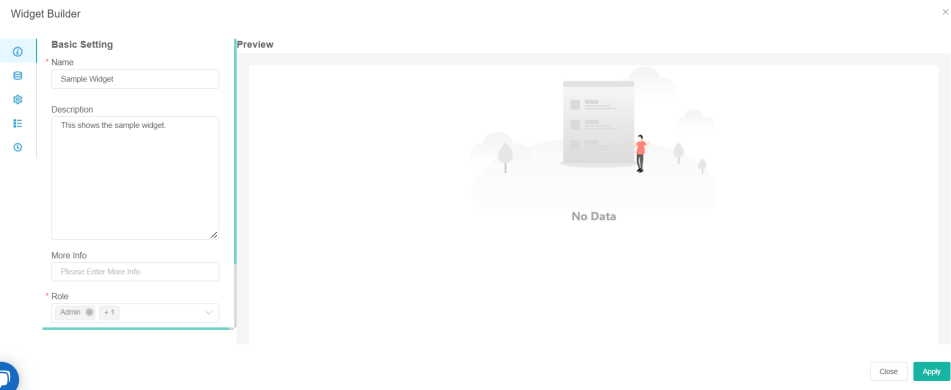 Widget Builder
Basic Setting
* Name
Sample Widget
Description
This shows the sample widget.
More Info
Please Enter More Info
* Role
Admin
+ 1
Preview
No Data
Close
Apply